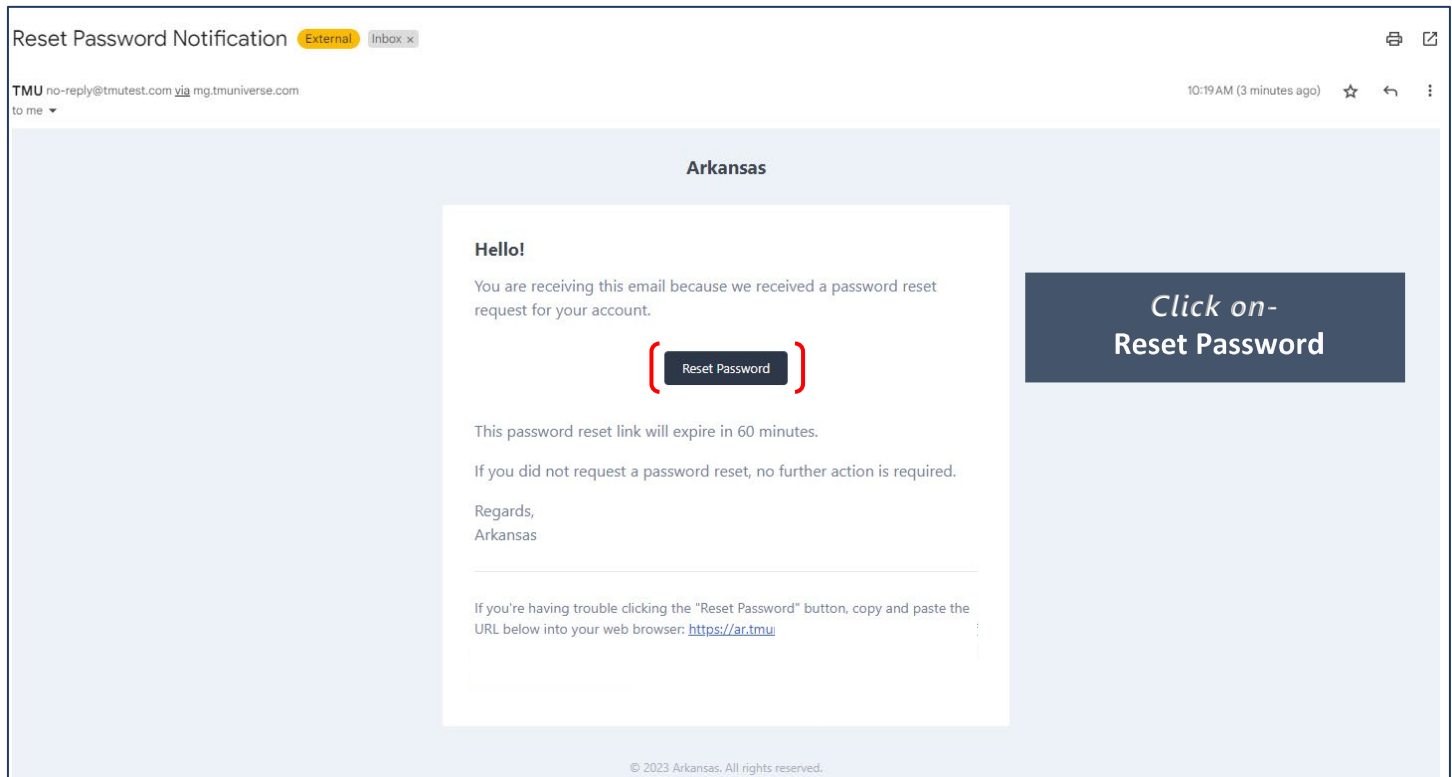 Reset Password Notification External Inbox ×
TMU no-reply@tmutest.com via mg.tmuniverse.com
10:19 AM (3 minutes ago)
to me
Arkansas
Hello!
You are receiving this email because we received a password reset
request for your account.
Click on-
Reset Password
Reset Password
This password reset link will expire in 60 minutes.
If you did not request a password reset, no further action is required.
Regards,
Arkansas
If you're having trouble clicking the "Reset Password" button, copy and paste the
URL below into your web browser: https://ar.tmu
© 2023 Arkansas. All rights reserved.